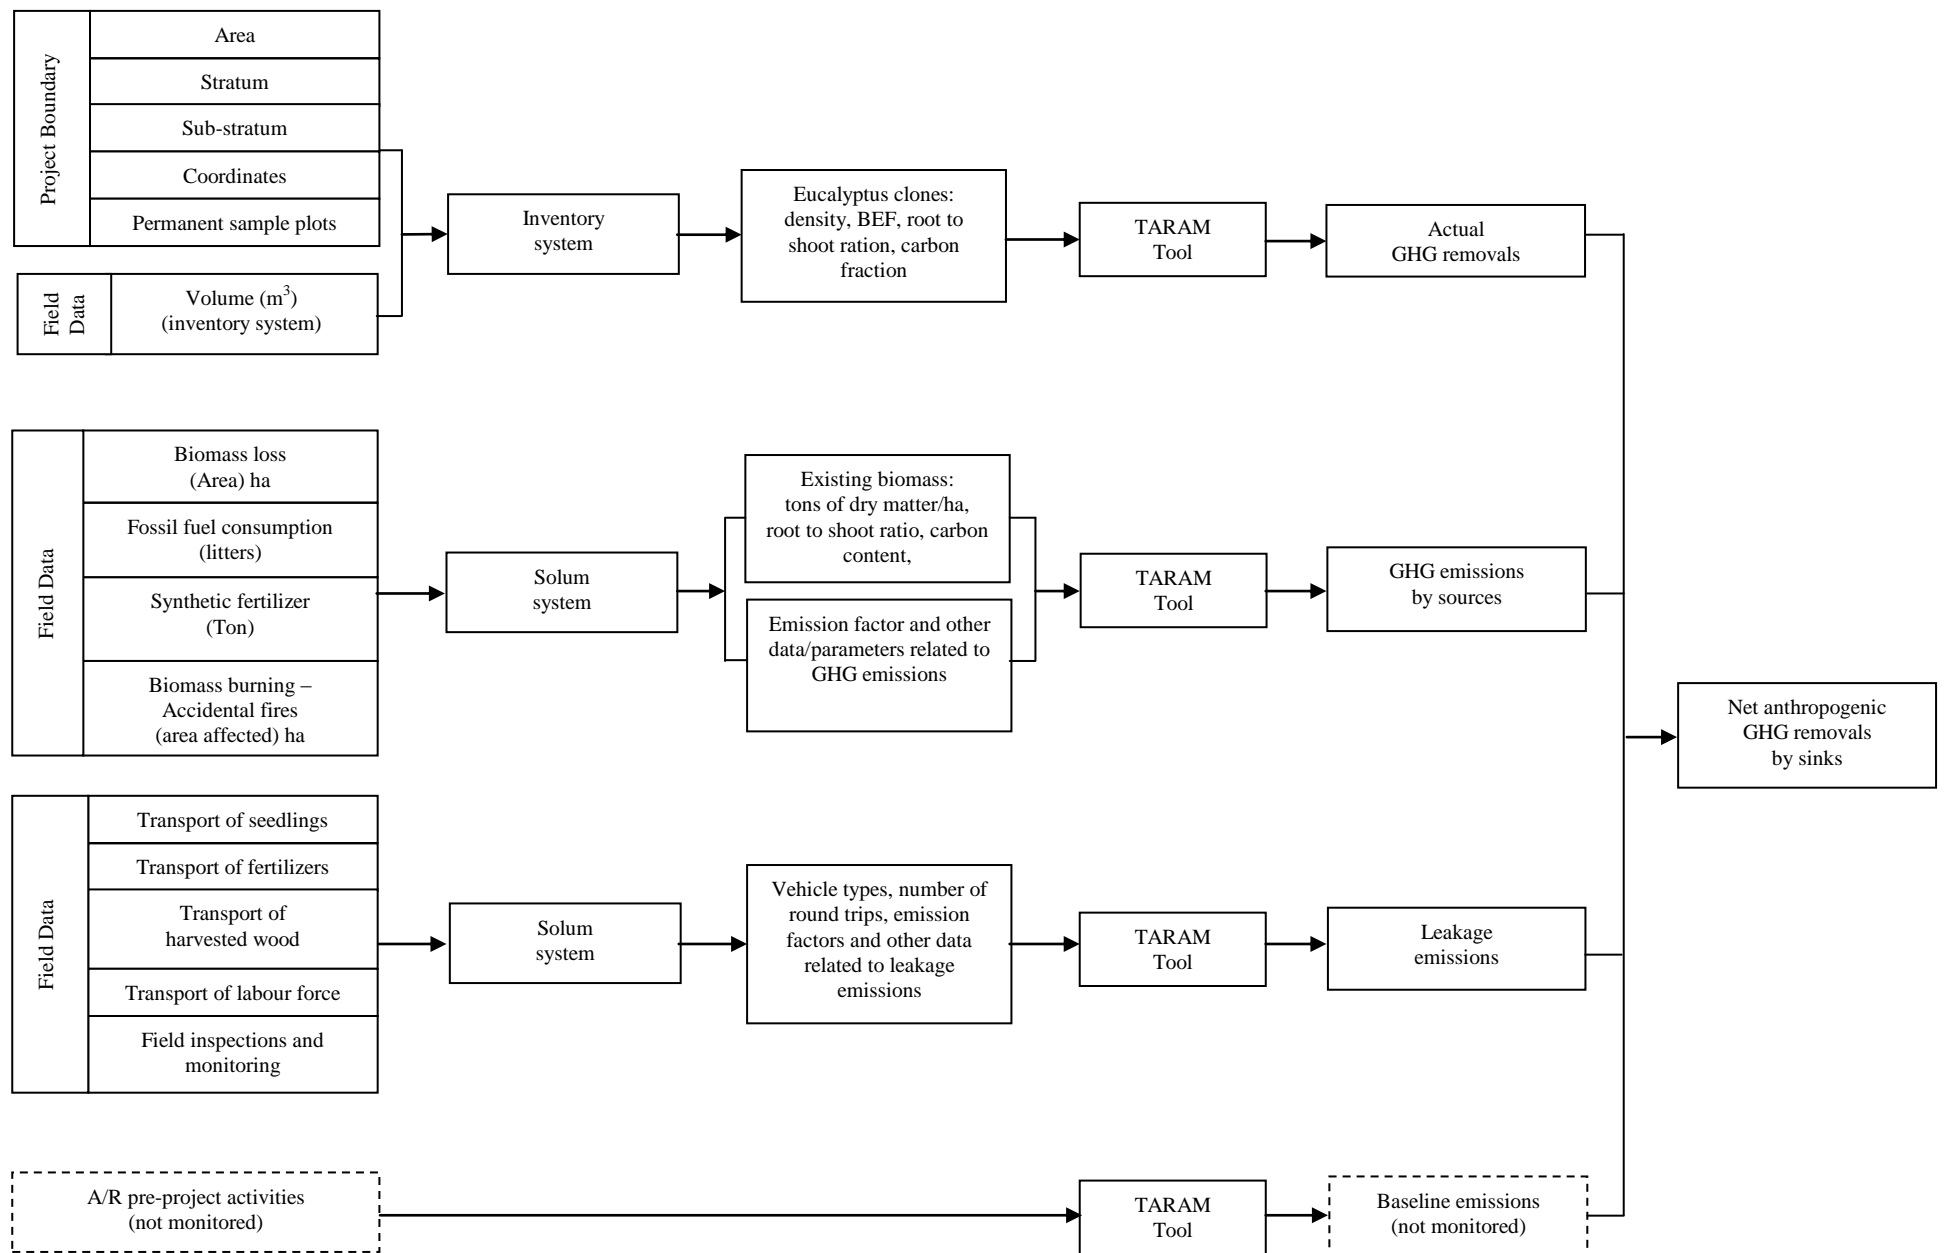 Project Boundary
Area
Stratum
Sub-stratum
Coordinates
Permanent sample plots
Field
Data
Volume (m³)
(inventory system)
Inventory
system
Eucalyptus clones:
density, BEF, root to
shoot ration, carbon
fraction
TARAM
Tool
Actual
GHG removals
Field Data
Biomass loss
(Area) ha
Fossil fuel consumption
(litters)
Synthetic fertilizer
(Ton)
Biomass burning –
Accidental fires
(area affected) ha
Solum
system
Existing biomass:
tons of dry matter/ha,
root to shoot ratio, carbon
content,
Emission factor and other
data/parameters related to
GHG emissions
TARAM
Tool
GHG emissions
by sources
Net anthropogenic
GHG removals
by sinks
Field Data
Transport of seedlings
Transport of fertilizers
Transport of
harvested wood
Transport of labour force
Field inspections and
monitoring
Solum
system
Vehicle types, number of
round trips, emission
factors and other data
related to leakage
emissions
TARAM
Tool
Leakage
emissions
A/R pre-project activities
(not monitored)
TARAM
Tool
Baseline emissions
(not monitored)